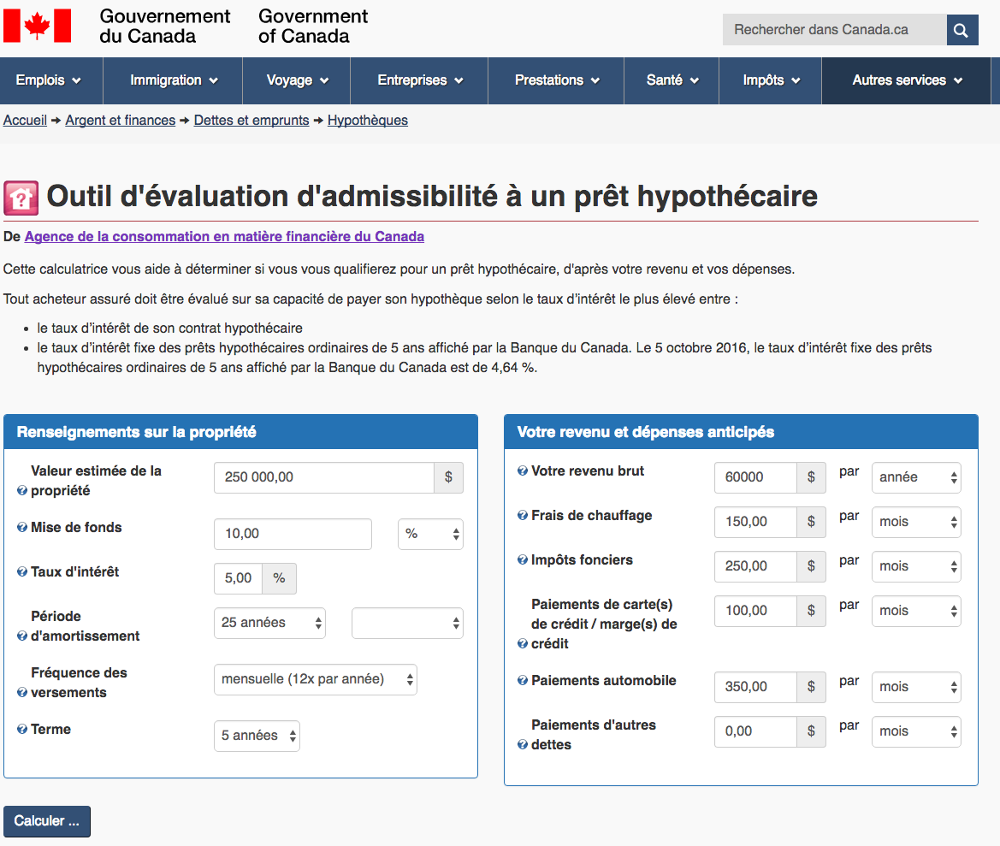 Gouvernement
du Canada
Government
of Canada
Rechercher dans Canada.ca
Emplois
Immigration
Voyage
Entreprises
Prestations
Santé
Impôts
Autres services
Accueil → Argent et finances → Dettes et emprunts → Hypothèques
? Outil d'évaluation d'admissibilité à un prêt hypothécaire
De Agence de la consommation en matière financière du Canada
Cette calculatrice vous aide à déterminer si vous vous qualifierez pour un prêt hypothécaire, d'après votre revenu et vos dépenses.
Tout acheteur assuré doit être évalué sur sa capacité de payer son hypothèque selon le taux d'intérêt le plus élevé entre :
• le taux d'intérêt de son contrat hypothécaire
• le taux d'intérêt fixe des prêts hypothécaires ordinaires de 5 ans affiché par la Banque du Canada. Le 5 octobre 2016, le taux d'intérêt fixe des prêts
hypothécaires ordinaires de 5 ans affiché par la Banque du Canada est de 4,64 %.
Renseignements sur la propriété
Valeur estimée de la
? propriété
250 000,00 $
? Mise de fonds
10,00 %
? Taux d'intérêt
5,00 %
Période
? d'amortissement
25 années
Fréquence des
? versements
mensuelle (12x par année)
? Terme
5 années
Votre revenu et dépenses anticipés
? Votre revenu brut
60000 $ par année
? Frais de chauffage
150,00 $ par mois
? Impôts fonciers
250,00 $ par mois
Paiements de carte(s)
de crédit / marge(s) de
? crédit
100,00 $ par mois
? Paiements automobile
350,00 $ par mois
Paiements d'autres
? dettes
0,00 $ par mois
Calculer ...